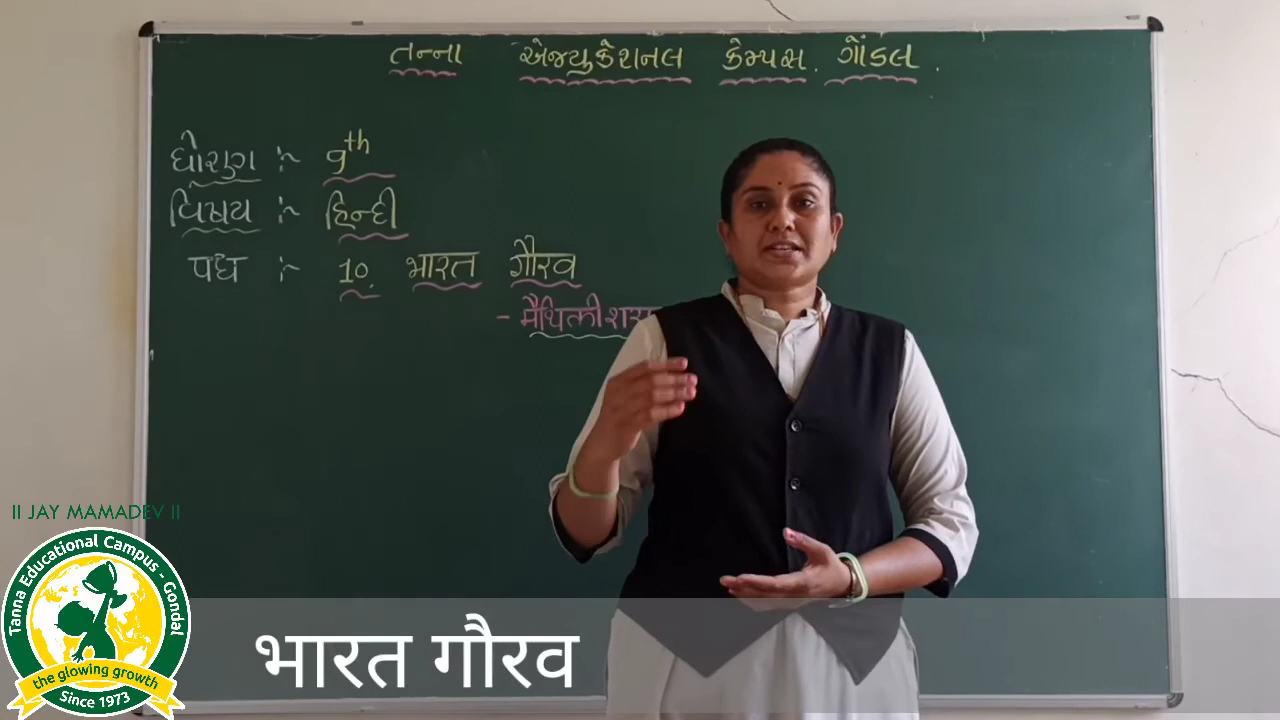 તન્ના એજ્યુકેશનલ કેમ્પસ. ગોંડલ.
ધોરણ :- 9th
વિષય :- हिन्दी
પદ્ય :- 10. भारत गौरव
- मैथिलीशर
II JAY MAMADEV II
Tanna Educational Campus - Gondal
the glowing growth
Since 1973
भारत गौरव